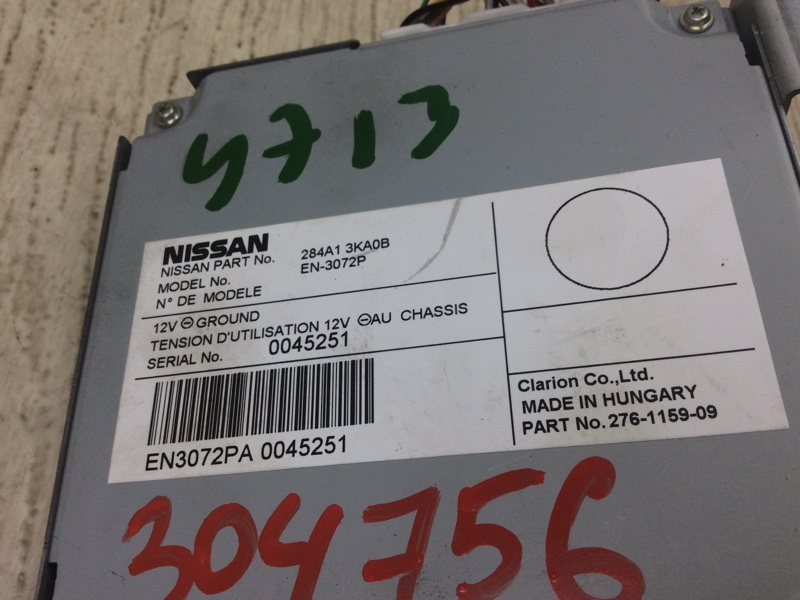 4713
NISSAN
NISSAN PART No. 284A1 3KA0B
MODEL No. EN-3072P
N° DE MODELE
12V ⊖ GROUND
TENSION D'UTILISATION 12V ⊖AU CHASSIS
SERIAL No. 0045251
EN3072PA 0045251
Clarion Co.,Ltd.
MADE IN HUNGARY
PART No. 276-1159-09
304756